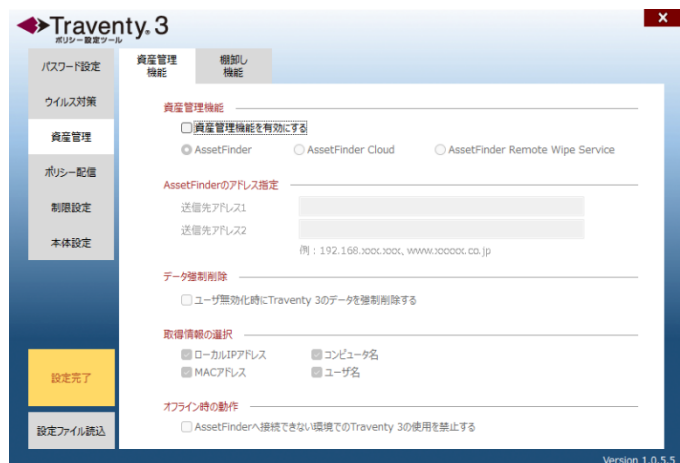 Traventy. 3
ポリシー設定ツール
X
パスワード設定
ウイルス対策
資産管理
ポリシー配信
制限設定
本体設定
設定完了
設定ファイル読込
資産管理
機能
棚卸し
機能
資産管理機能
資産管理機能を有効にする
AssetFinder
AssetFinder Cloud
AssetFinder Remote Wipe Service
AssetFinderのアドレス指定
送信先アドレス1
送信先アドレス2
例：192.168.xxx.xxx, www.xxxxx.co.jp
データ強制削除
ユーザ無効化時にTraventy 3のデータを強制削除する
取得情報の選択
ローカルIPアドレス
コンピュータ名
MACアドレス
ユーザ名
オフライン時の動作
AssetFinderへ接続できない環境でのTraventy 3の使用を禁止する
Version 1.0.5.5